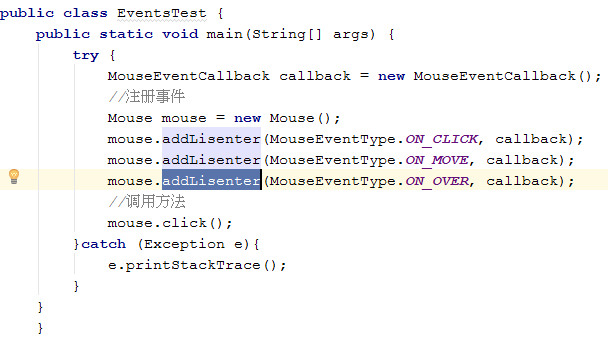 public class EventsTest {
public static void main(String[] args) {
try {
MouseEventCallback callback = new MouseEventCallback();
//注册事件
Mouse mouse = new Mouse();
mouse.addLisenter(MouseEventType.ON_CLICK, callback);
mouse.addLisenter(MouseEventType.ON_MOVE, callback);
mouse.addLisenter(MouseEventType.ON_OVER, callback);
//调用方法
mouse.click();
}catch (Exception e){
e.printStackTrace();
}
}
}